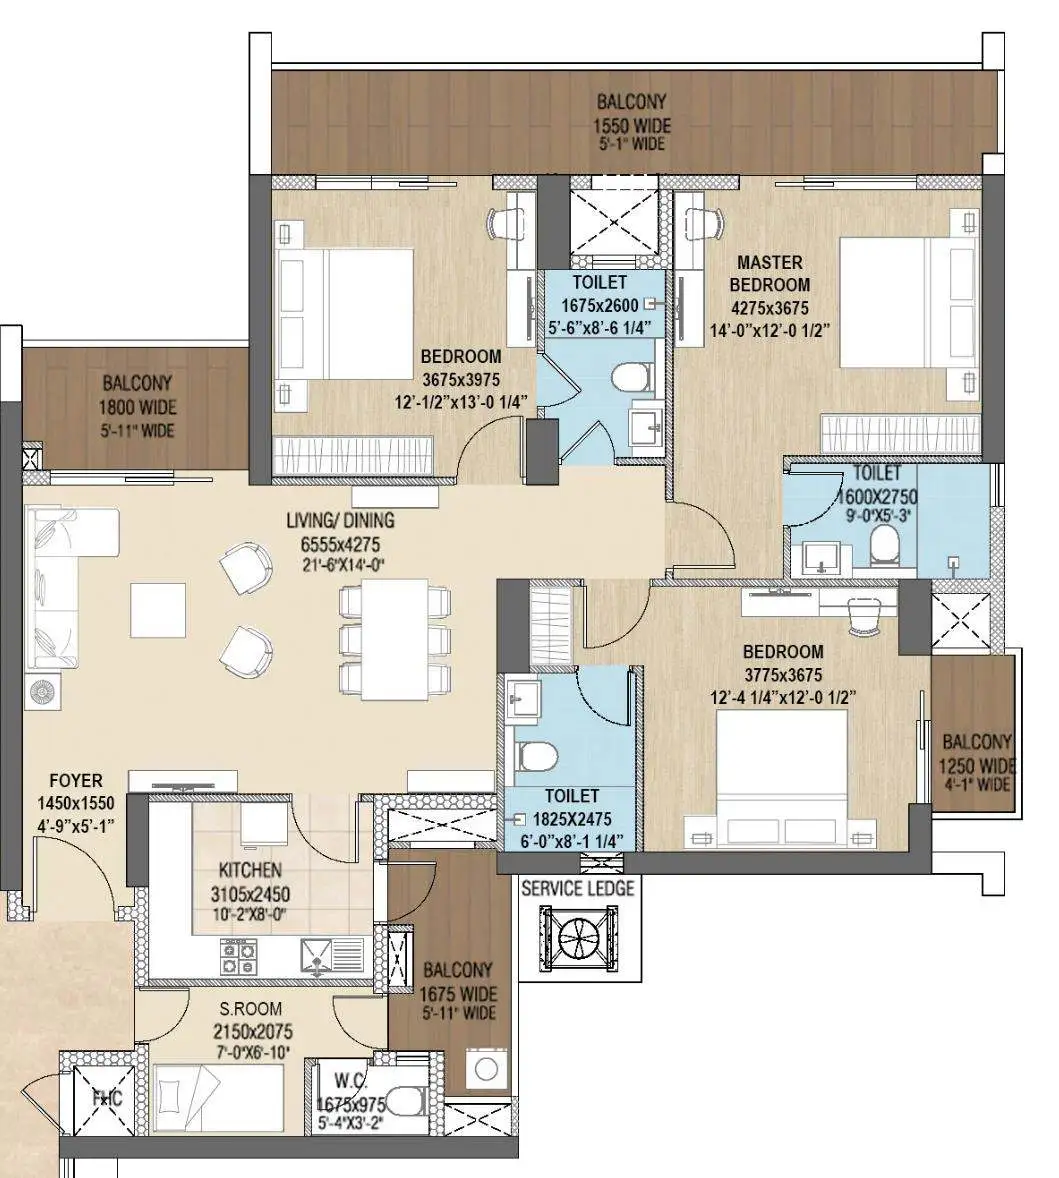 BALCONY
1550 WIDE
5'-1" WIDE
TOILET
1675x2600
5'-6"x8'-6 1/4"
MASTER
BEDROOM
4275x3675
14'-0"x12'-0 1/2"
BEDROOM
3675x3975
12'-1/2"x13'-0 1/4"
BALCONY
1800 WIDE
5'-11" WIDE
LIVING/ DINING
6555x4275
21'-6"X14'-0"
TOILET
1600X2750
9'-0"X5'-3"
BEDROOM
3775x3675
12'-4 1/4"x12'-0 1/2"
BALCONY
1250 WIDE
4'-1" WIDE
FOYER
1450x1550
4'-9"x5'-1"
TOILET
1825X2475
6'-0"x8'-1 1/4"
KITCHEN
3105x2450
10'-2"X8'-0"
SERVICE LEDGE
BALCONY
1675 WIDE
5'-11" WIDE
S.ROOM
2150x2075
7'-0"X6'-10"
W.C.
1675x975
5'-4"X3'-2"
FHC